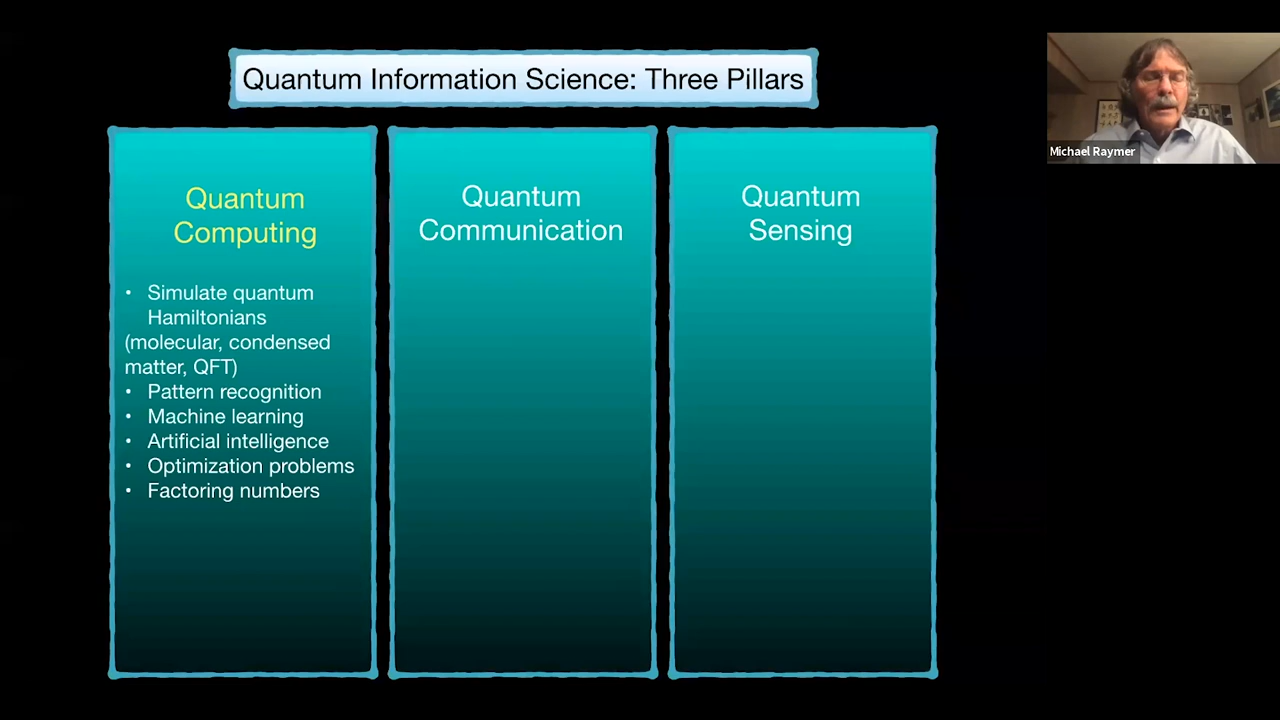 Quantum Information Science: Three Pillars
Michael Raymer
Quantum
Computing
• Simulate quantum
Hamiltonians
(molecular, condensed
matter, QFT)
• Pattern recognition
• Machine learning
• Artificial intelligence
• Optimization problems
• Factoring numbers
Quantum
Communication
Quantum
Sensing